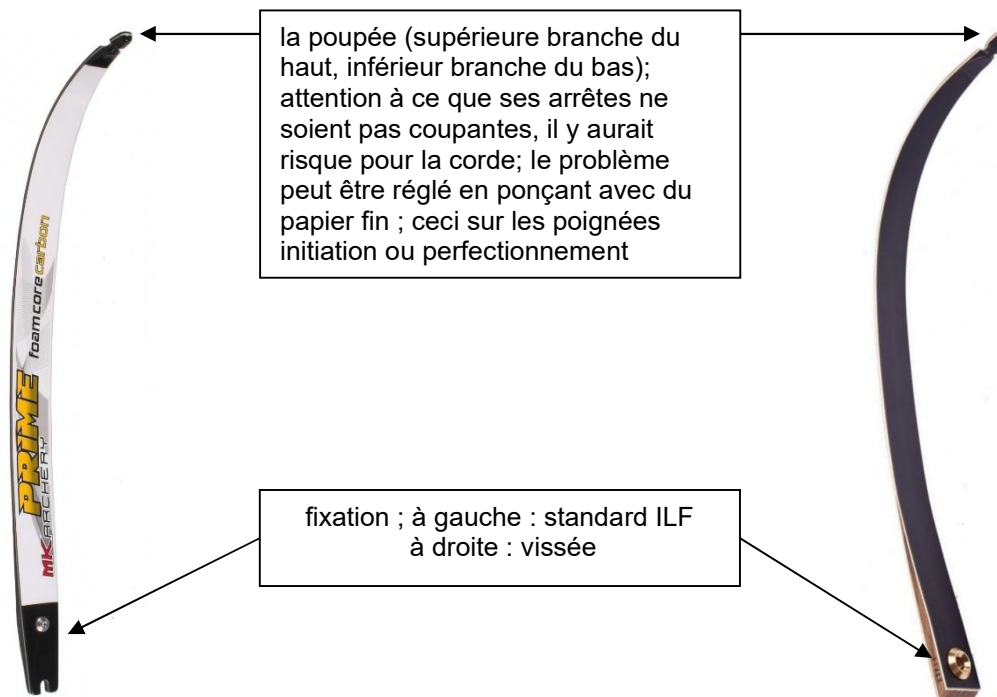 la poupée (supérieure branche du
haut, inférieur branche du bas);
attention à ce que ses arrêtes ne
soient pas coupantes, il y aurait
risque pour la corde; le problème
peut être réglé en ponçant avec du
papier fin ; ceci sur les poignées
initiation ou perfectionnement
foam core carbon
PRIME
MK ARCHERY
fixation ; à gauche : standard ILF
à droite : vissée